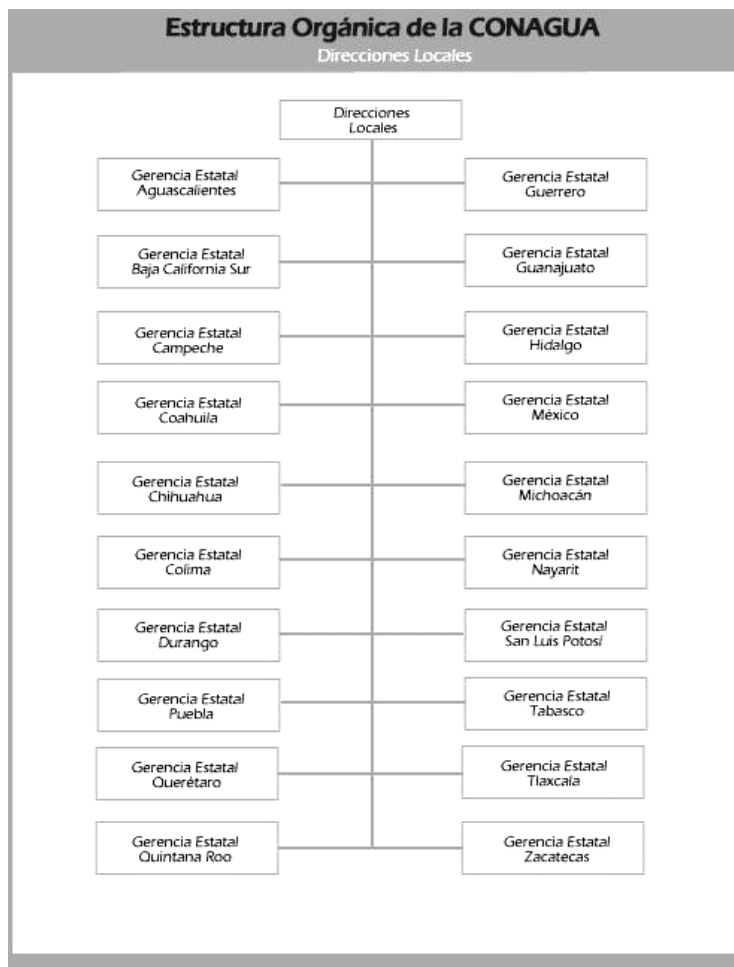 Estructura Orgánica de la CONAGUA
Direcciones Locales
Direcciones
Locales
Gerencia Estatal
Aguascalientes
Gerencia Estatal
Guerrero
Gerencia Estatal
Baja California Sur
Gerencia Estatal
Guanajuato
Gerencia Estatal
Campeche
Gerencia Estatal
Hidalgo
Gerencia Estatal
Coahuila
Gerencia Estatal
México
Gerencia Estatal
Chihuahua
Gerencia Estatal
Michoacán
Gerencia Estatal
Colima
Gerencia Estatal
Nayarit
Gerencia Estatal
Durango
Gerencia Estatal
San Luis Potosí
Gerencia Estatal
Puebla
Gerencia Estatal
Tabasco
Gerencia Estatal
Querétaro
Gerencia Estatal
Tlaxcala
Gerencia Estatal
Quintana Roo
Gerencia Estatal
Zacatecas